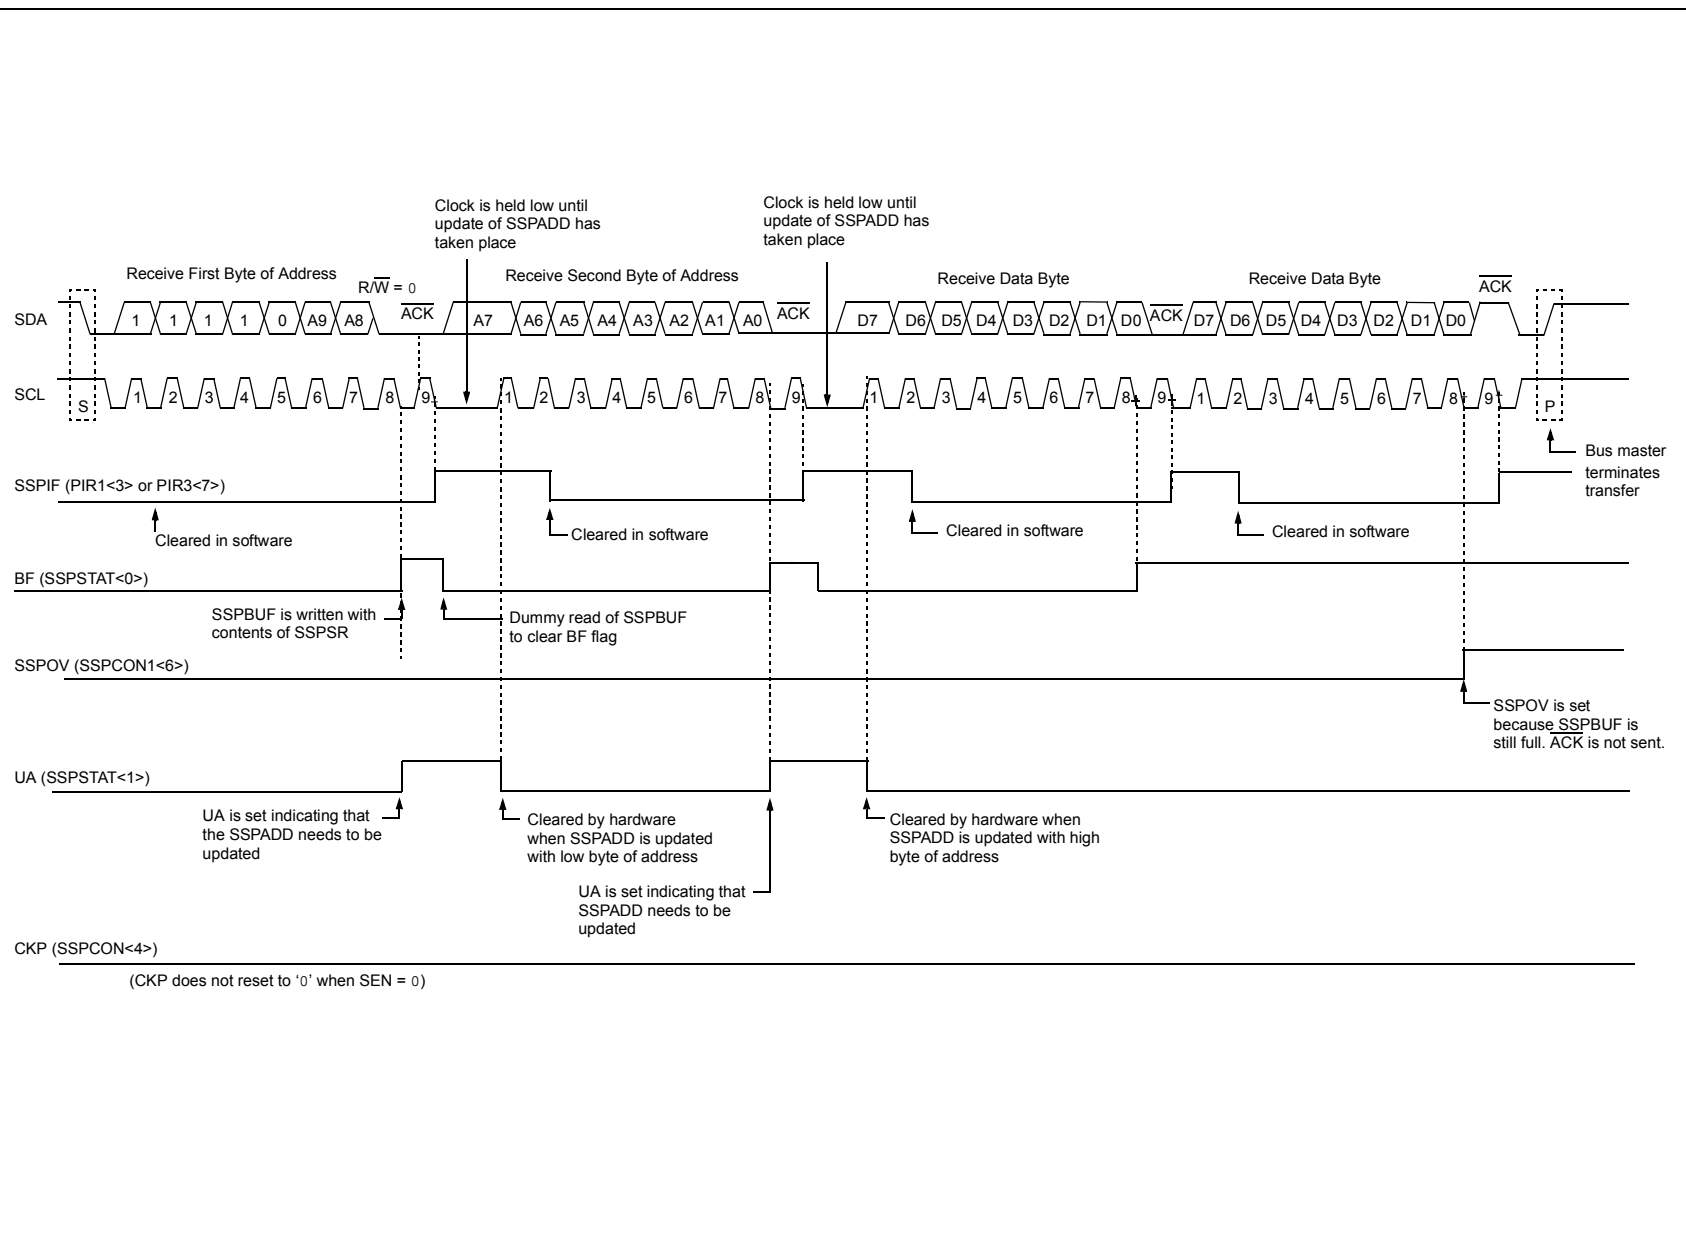 Clock is held low until
update of SSPADD has
taken place
Clock is held low until
update of SSPADD has
taken place
Receive First Byte of Address
R/W = 0
ACK
Receive Second Byte of Address
ACK
Receive Data Byte
ACK
Receive Data Byte
ACK
SDA 1 1 1 1 0 A9 A8 A7 A6 A5 A4 A3 A2 A1 A0 D7 D6 D5 D4 D3 D2 D1 D0 D7 D6 D5 D4 D3 D2 D1 D0
SCL S 1 2 3 4 5 6 7 8 9 1 2 3 4 5 6 7 8 9 1 2 3 4 5 6 7 8 9 1 2 3 4 5 6 7 8 9 P
Bus master
terminates
transfer
SSPIF (PIR1<3> or PIR3<7>)
Cleared in software
Cleared in software
Cleared in software
Cleared in software
BF (SSPSTAT<0>)
SSPBUF is written with
contents of SSPSR
Dummy read of SSPBUF
to clear BF flag
SSPOV (SSPCON1<6>)
SSPOV is set
because SSPBUF is
still full. ACK is not sent.
UA (SSPSTAT<1>)
UA is set indicating that
the SSPADD needs to be
updated
Cleared by hardware
when SSPADD is updated
with low byte of address
Cleared by hardware when
SSPADD is updated with high
byte of address
UA is set indicating that
SSPADD needs to be
updated
CKP (SSPCON<4>)
(CKP does not reset to ‘0’ when SEN = 0)